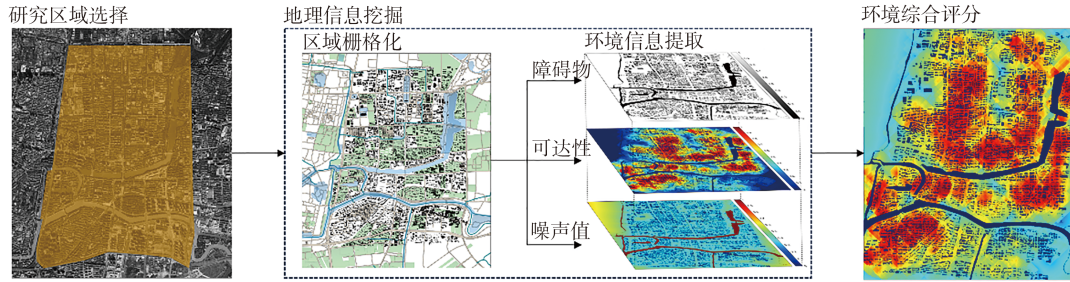 研究区域选择
地理信息挖掘
环境综合评分
区域栅格化
环境信息提取
障碍物
可达性
噪声值